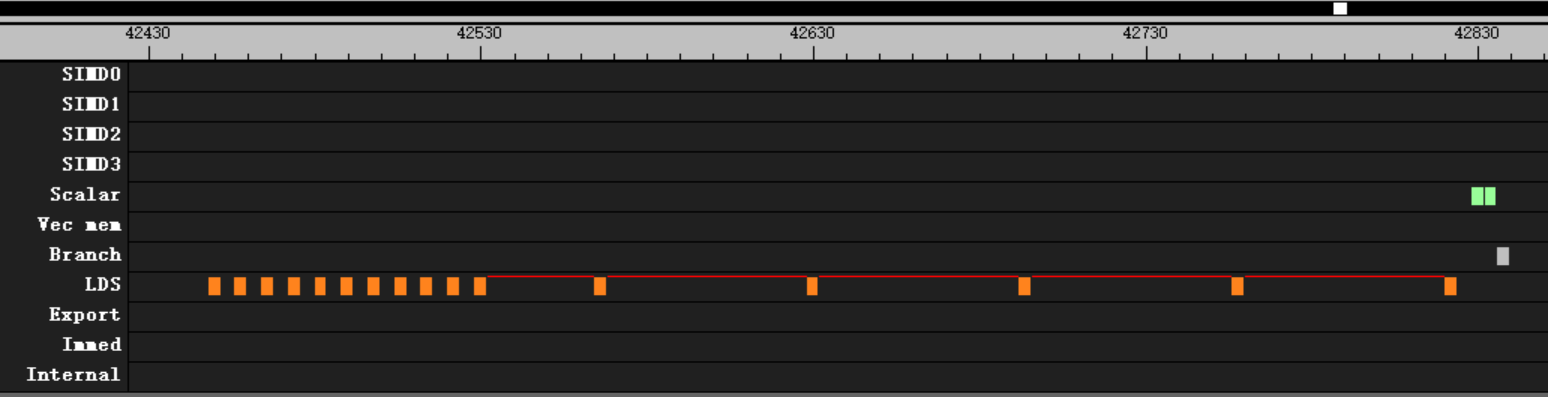 42430 42530 42630 42730 42830
SIMD0
SIMD1
SIMD2
SIMD3
Scalar
Vec mem
Branch
LDS
Export
Immed
Internal